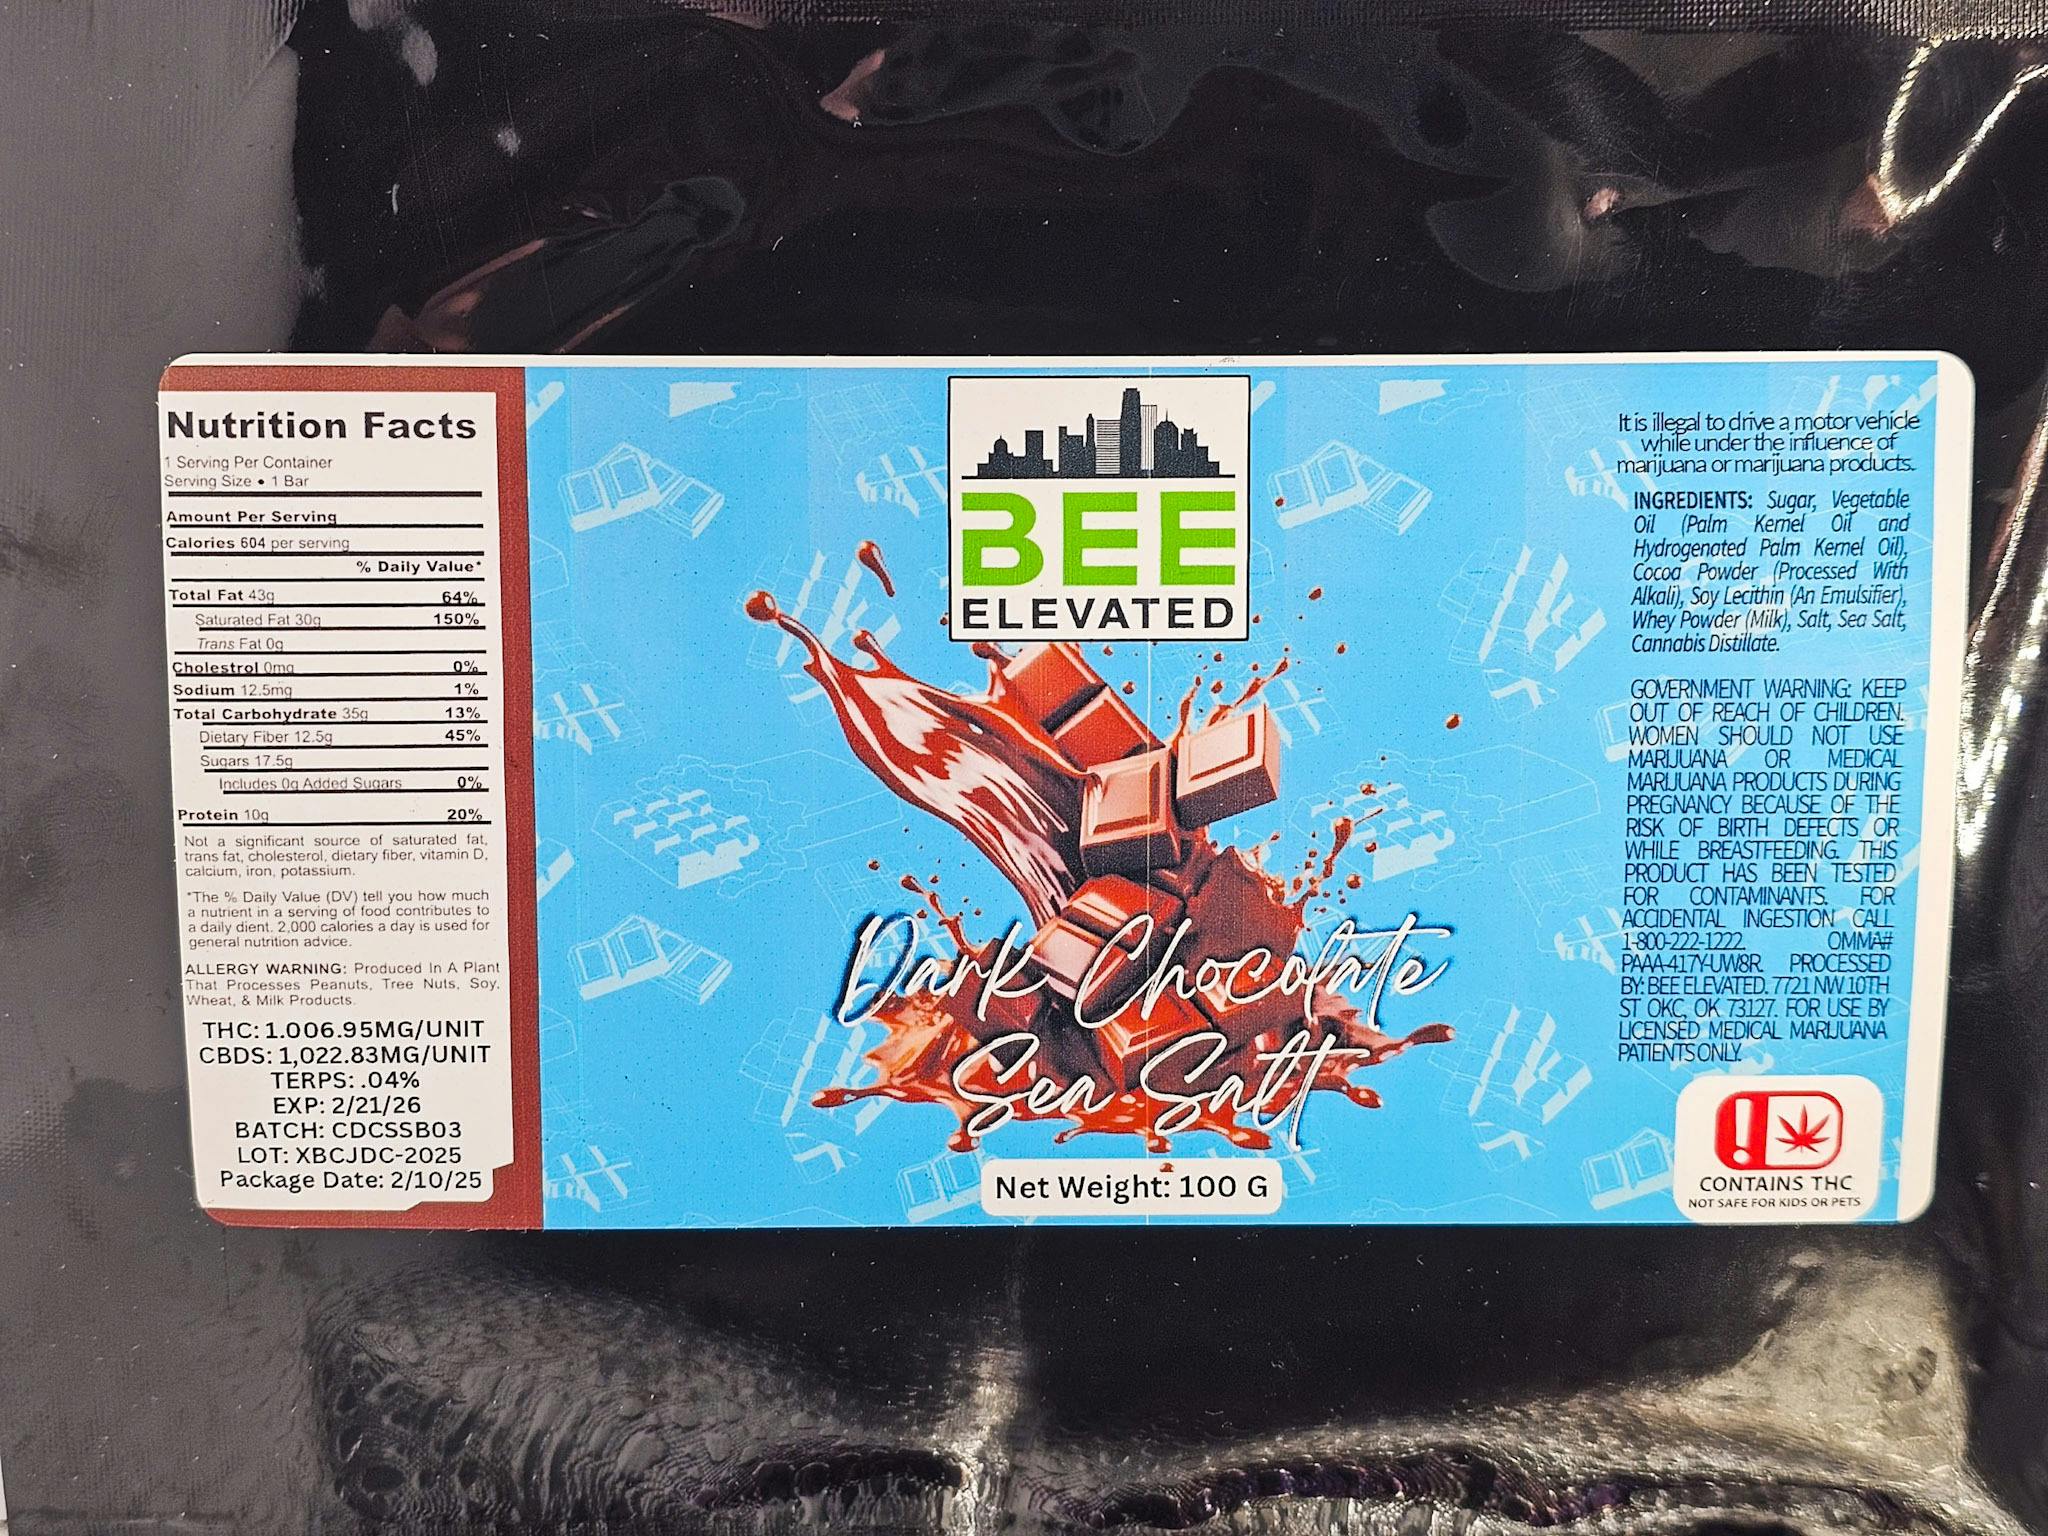 Nutrition Facts
1 Serving Per Container
Serving Size • 1 Bar
Amount Per Serving
Calories 604 per serving
% Daily Value*
Total Fat 43g 64%
Saturated Fat 30g 150%
Trans Fat 0g
Cholestrol 0mg 0%
Sodium 12.5mg 1%
Total Carbohydrate 35g 13%
Dietary Fiber 12.5g 45%
Sugars 17.5g
Includes 0g Added Sugars 0%
Protein 10g 20%
Not a significant source of saturated fat,
trans fat, cholesterol, dietary fiber, vitamin D,
calcium, iron, potassium.
*The % Daily Value (DV) tell you how much
a nutrient in a serving of food contributes to
a daily dient. 2,000 calories a day is used for
general nutrition advice.
ALLERGY WARNING: Produced In A Plant
That Processes Peanuts, Tree Nuts, Soy,
Wheat, & Milk Products.
THC: 1.006.95MG/UNIT
CBDS: 1,022.83MG/UNIT
TERPS: .04%
EXP: 2/21/26
BATCH: CDCSSB03
LOT: XBCJDC-2025
Package Date: 2/10/25
BEE
ELEVATED
Dark Chocolate
Sea Salt
Net Weight: 100 G
It is illegal to drive a motor vehicle
while under the influence of
marijuana or marijuana products.
INGREDIENTS: Sugar, Vegetable
Oil (Palm Kernel Oil and
Hydrogenated Palm Kernel Oil),
Cocoa Powder (Processed With
Alkali), Soy Lecithin (An Emulsifier),
Whey Powder (Milk), Salt, Sea Salt,
Cannabis Distillate.
GOVERNMENT WARNING: KEEP
OUT OF REACH OF CHILDREN.
WOMEN SHOULD NOT USE
MARIJUANA OR MEDICAL
MARIJUANA PRODUCTS DURING
PREGNANCY BECAUSE OF THE
RISK OF BIRTH DEFECTS OR
WHILE BREASTFEEDING. THIS
PRODUCT HAS BEEN TESTED
FOR CONTAMINANTS. FOR
ACCIDENTAL INGESTION CALL
1-800-222-1222. OMMA#
PAAA-417Y-UW8R. PROCESSED
BY: BEE ELEVATED. 7721 NW 10TH
ST OKC, OK 73127. FOR USE BY
LICENSED MEDICAL MARIJUANA
PATIENTS ONLY.
CONTAINS THC
NOT SAFE FOR KIDS OR PETS